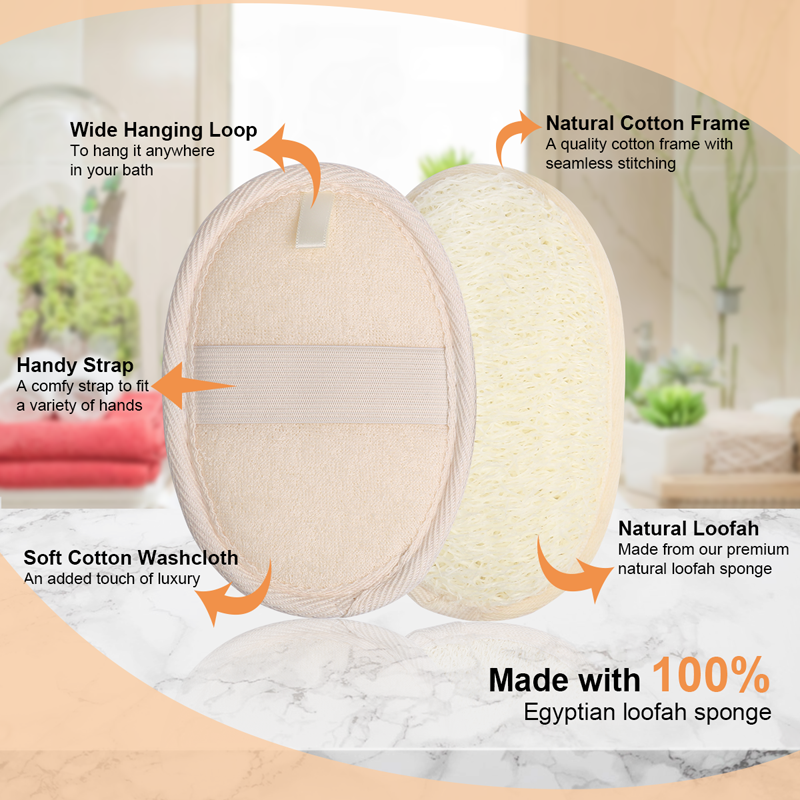 Wide Hanging Loop
To hang it anywhere
in your bath
Natural Cotton Frame
A quality cotton frame with
seamless stitching
Handy Strap
A comfy strap to fit
a variety of hands
Soft Cotton Washcloth
An added touch of luxury
Natural Loofah
Made from our premium
natural loofah sponge
Made with 100%
Egyptian loofah sponge